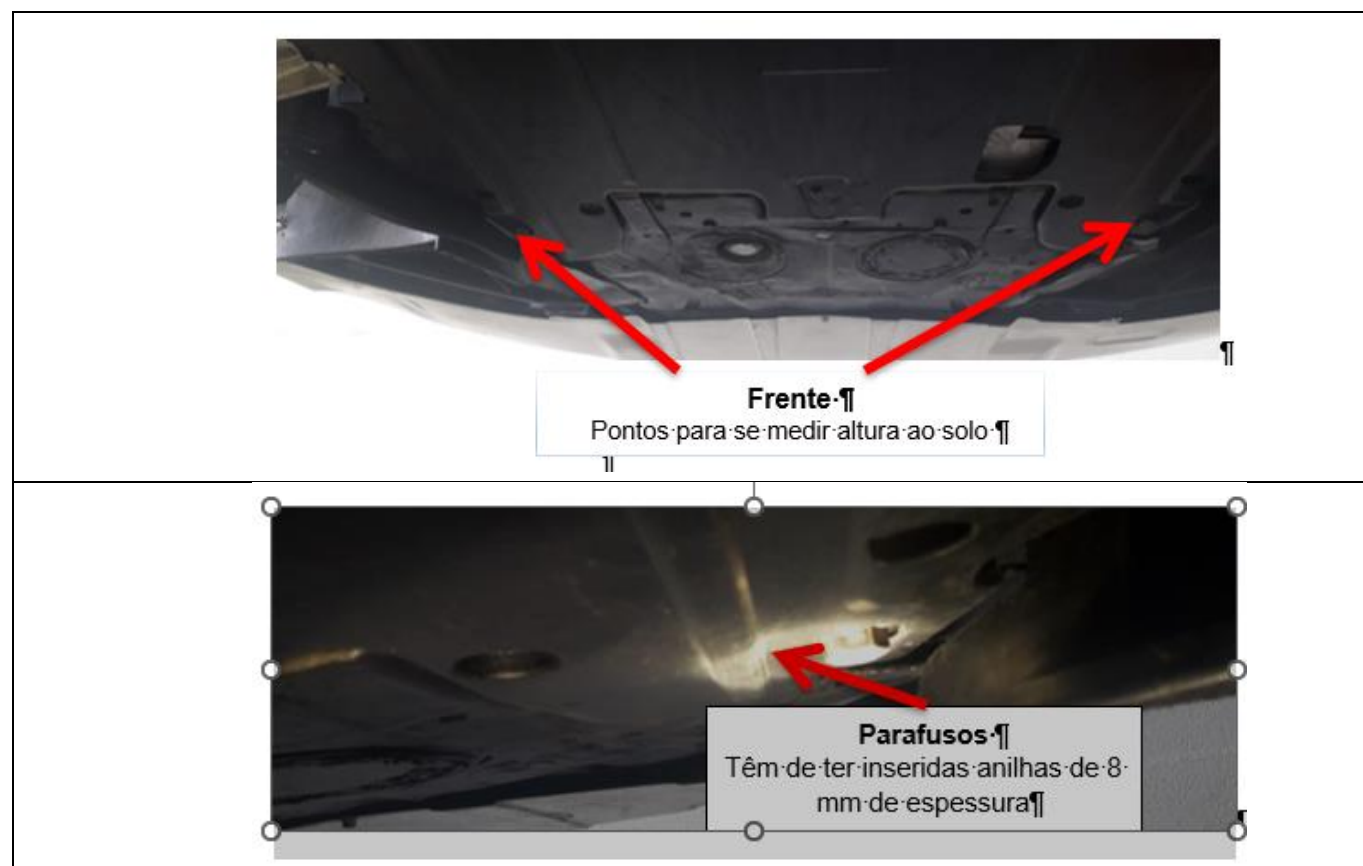 Frente
Pontos para se medir altura ao solo
Parafusos
Têm de ter inseridas anilhas de 8
mm de espessura